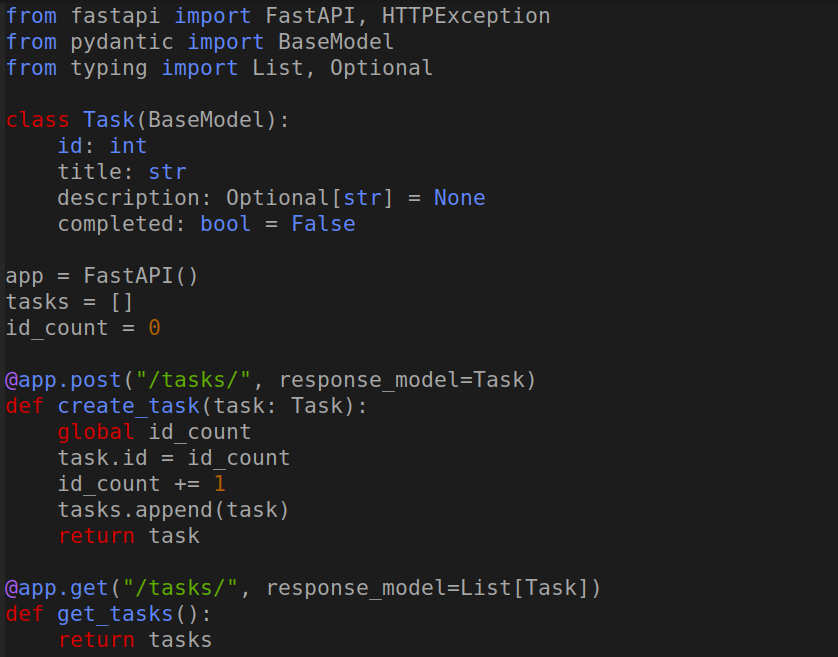 from fastapi import FastAPI, HTTPException
from pydantic import BaseModel
from typing import List, Optional

class Task(BaseModel):
    id: int
    title: str
    description: Optional[str] = None
    completed: bool = False

app = FastAPI()
tasks = []
id_count = 0

@app.post("/tasks/", response_model=Task)
def create_task(task: Task):
    global id_count
    task.id = id_count
    id_count += 1
    tasks.append(task)
    return task

@app.get("/tasks/", response_model=List[Task])
def get_tasks():
    return tasks